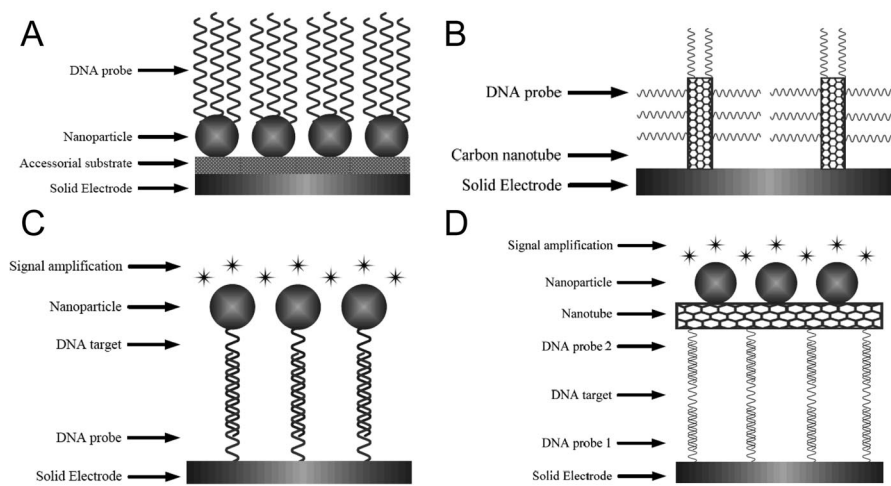 A
DNA probe
Nanoparticle
Accessorial substrate
Solid Electrode
B
DNA probe
Carbon nanotube
Solid Electrode
C
Signal amplification
Nanoparticle
DNA target
DNA probe
Solid Electrode
D
Signal amplification
Nanoparticle
Nanotube
DNA probe 2
DNA target
DNA probe 1
Solid Electrode